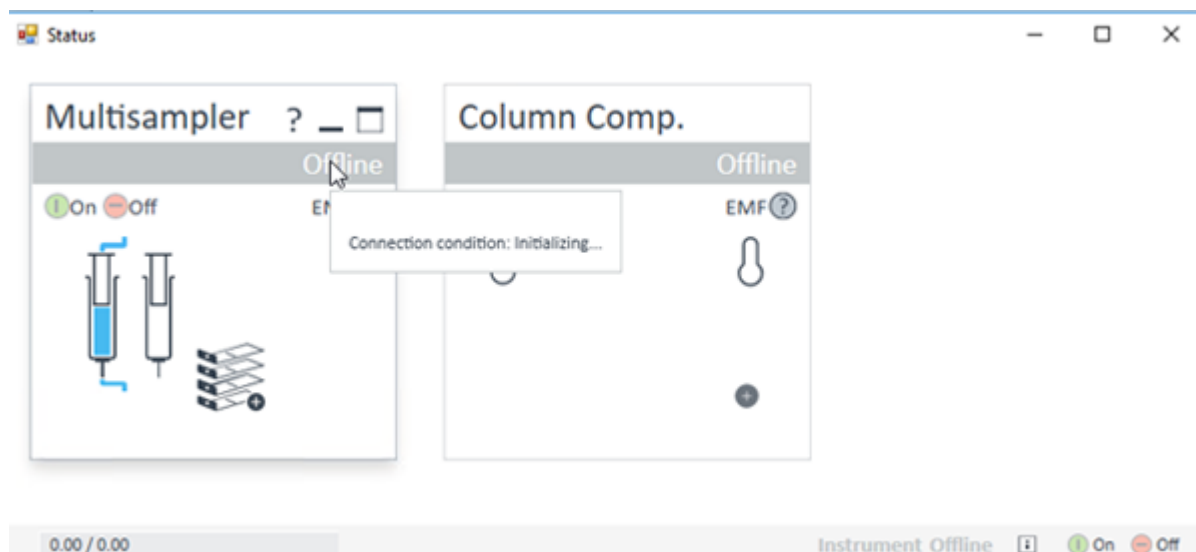 Status
Multisampler ?
Offline
On Off
Connection condition: Initializing...
Column Comp.
Offline
EMF ?
0.00 / 0.00
Instrument Offline i On Off